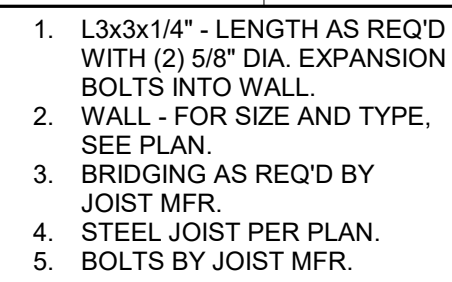 1. L3x3x1/4" - LENGTH AS REQ'D
WITH (2) 5/8" DIA. EXPANSION
BOLTS INTO WALL.
2. WALL - FOR SIZE AND TYPE,
SEE PLAN.
3. BRIDGING AS REQ'D BY
JOIST MFR.
4. STEEL JOIST PER PLAN.
5. BOLTS BY JOIST MFR.